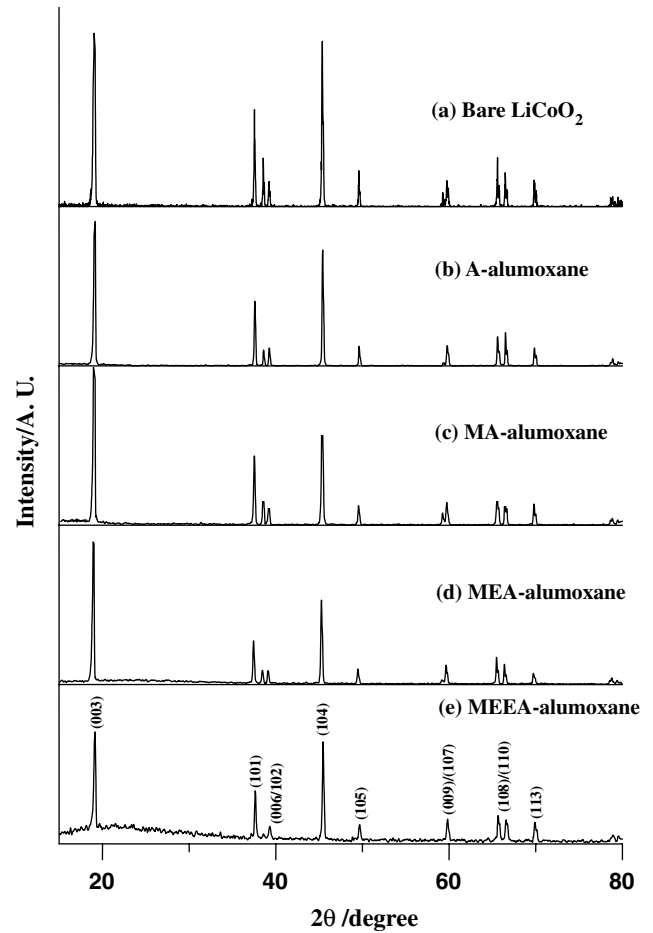 (a) Bare LiCoO₂
(b) A-alumoxane
(c) MA-alumoxane
(d) MEA-alumoxane
(e) MEEA-alumoxane
(003)
(101)
(006/102)
(104)
(105)
(009)/(107)
(108)/(110)
(113)
Intensity/A. U.
20
40
60
80
2θ /degree